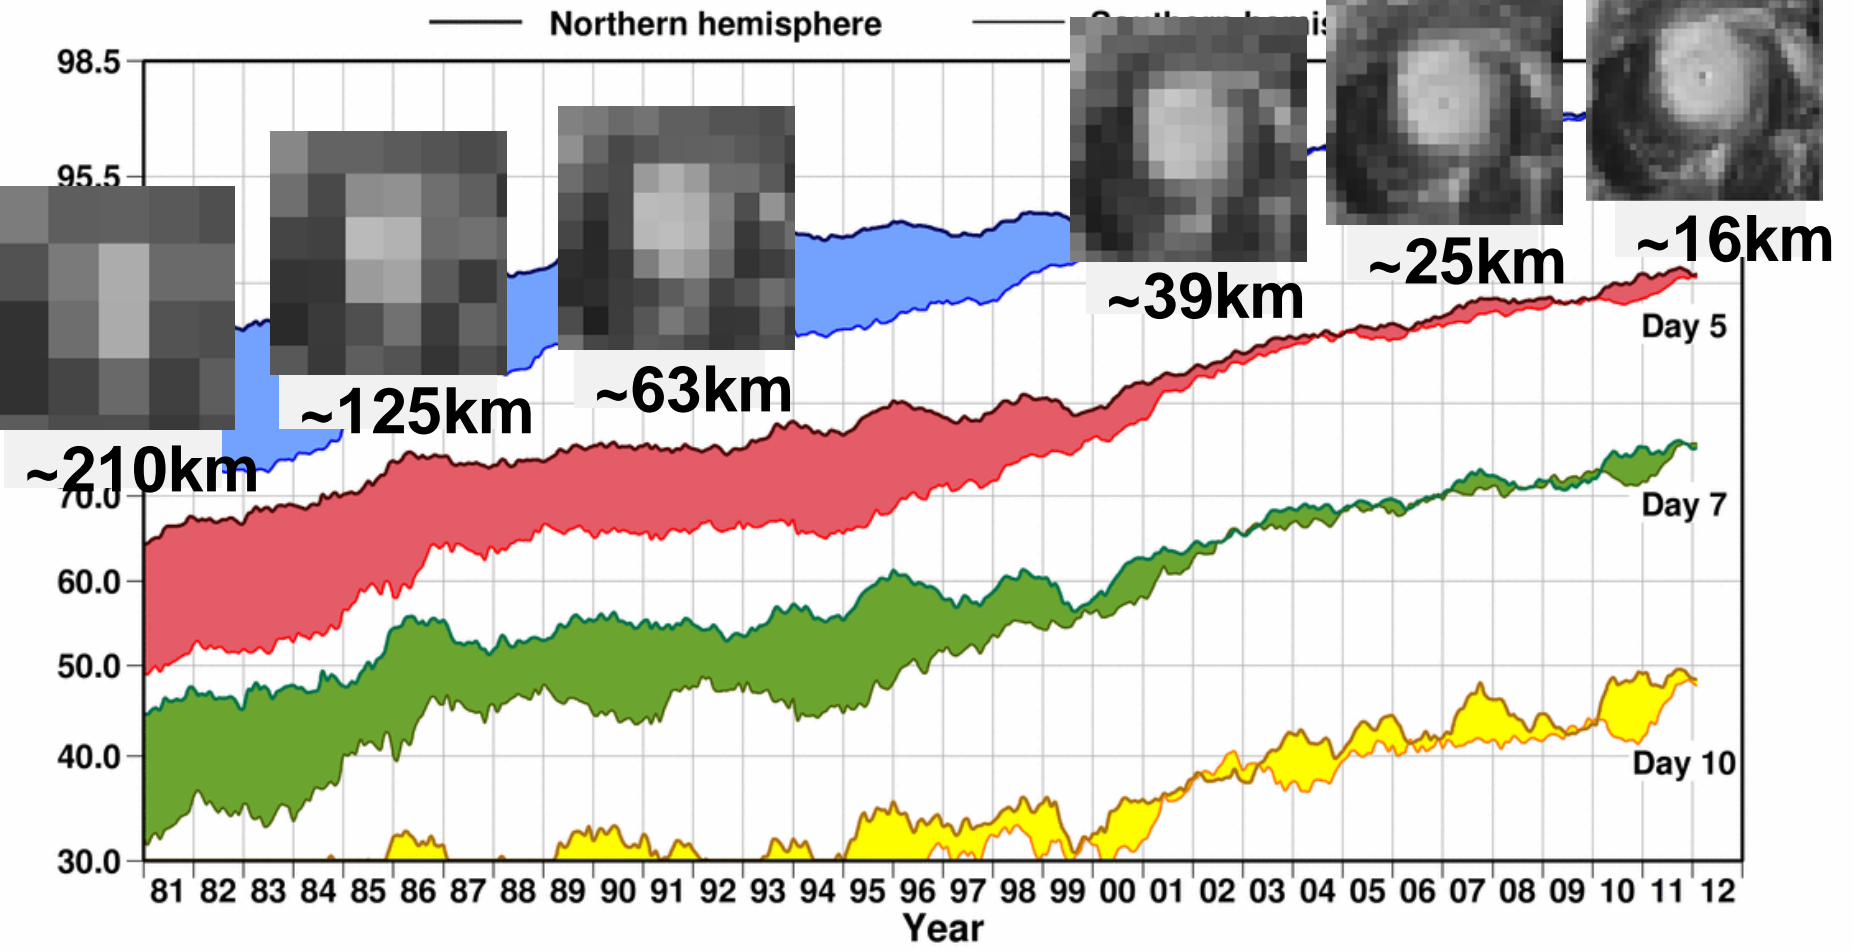 Northern hemisphere
98.5
95.5
~16km
~25km
~39km
Day 5
~63km
~125km
~210km
70.0
Day 7
60.0
50.0
40.0
Day 10
30.0
81 82 83 84 85 86 87 88 89 90 91 92 93 94 95 96 97 98 99 00 01 02 03 04 05 06 07 08 09 10 11 12
Year